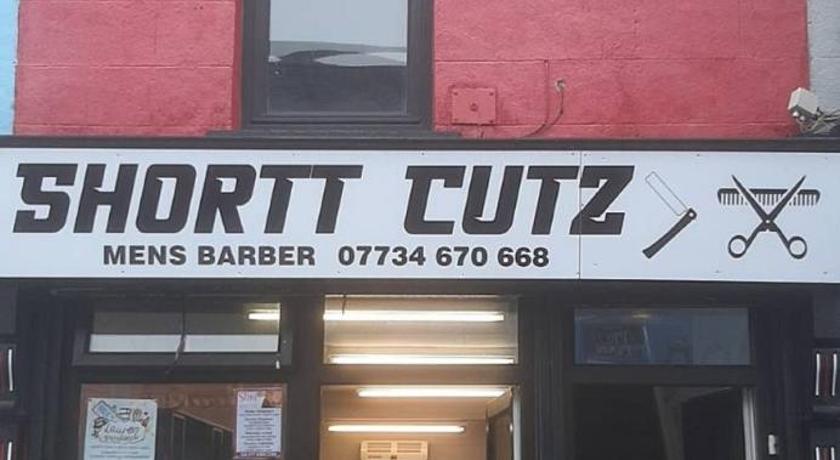 SHORTT CUTZ
MENS BARBER 07734 670 668